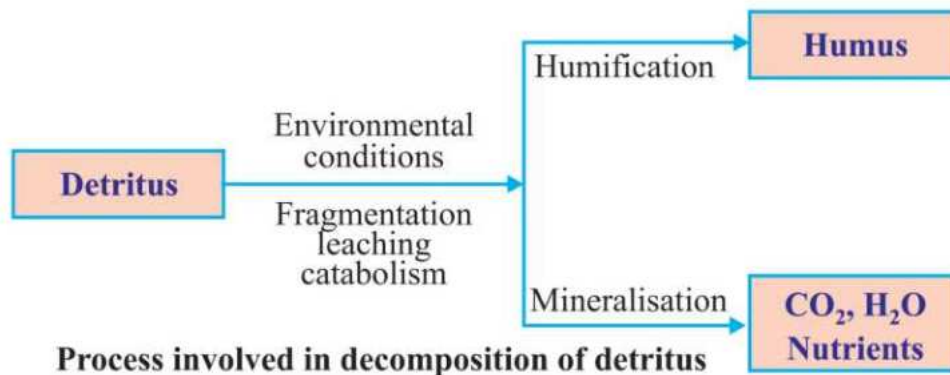 Humus
Humification
Environmental
conditions
Detritus
Fragmentation
leaching
catabolism
Mineralisation
CO₂, H₂O
Nutrients
Process involved in decomposition of detritus